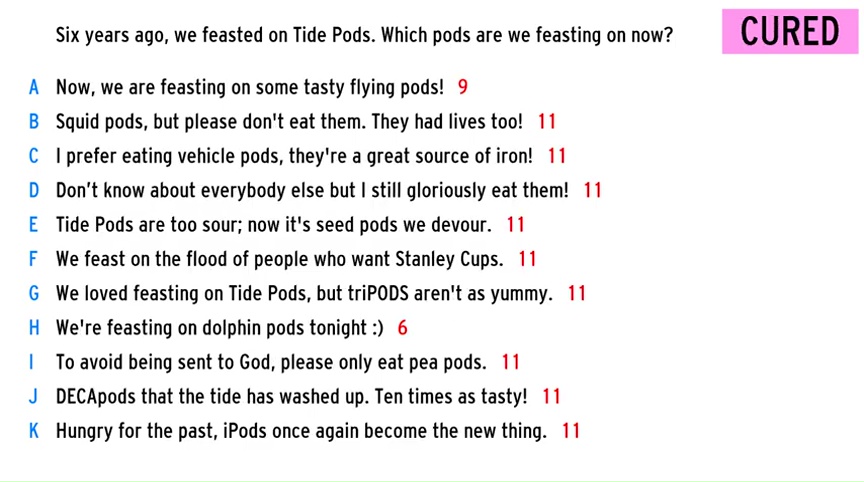 Six years ago, we feasted on Tide Pods. Which pods are we feasting on now?
CURED
A Now, we are feasting on some tasty flying pods! 9
B Squid pods, but please don't eat them. They had lives too! 11
C I prefer eating vehicle pods, they're a great source of iron! 11
D Don’t know about everybody else but I still gloriously eat them! 11
E Tide Pods are too sour; now it's seed pods we devour. 11
F We feast on the flood of people who want Stanley Cups. 11
G We loved feasting on Tide Pods, but triPODS aren't as yummy. 11
H We're feasting on dolphin pods tonight :) 6
I To avoid being sent to God, please only eat pea pods. 11
J DECApods that the tide has washed up. Ten times as tasty! 11
K Hungry for the past, iPods once again become the new thing. 11